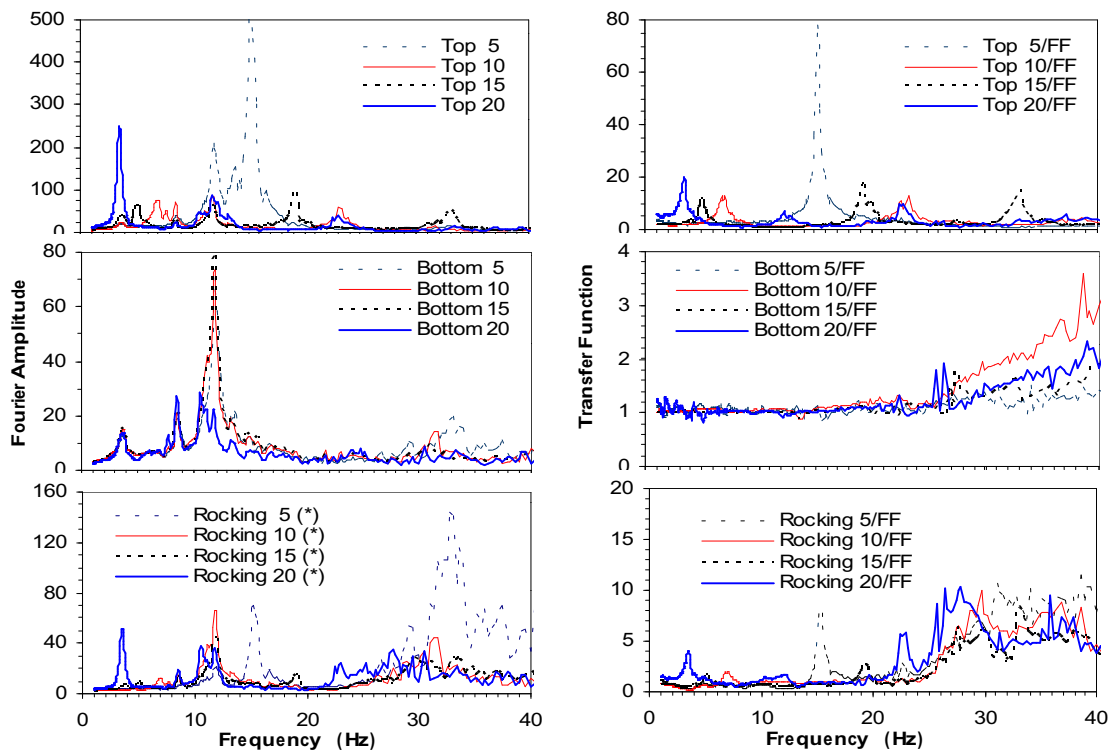 500
400
300
200
100
0
Top 5
Top 10
Top 15
Top 20
80
60
40
20
0
Top 5/FF
Top 10/FF
Top 15/FF
Top 20/FF
Fourier Amplitude
80
60
40
20
0
Bottom 5
Bottom 10
Bottom 15
Bottom 20
Transfer Function
4
3
2
1
0
Bottom 5/FF
Bottom 10/FF
Bottom 15/FF
Bottom 20/FF
160
120
80
40
0
Rocking 5 (*)
Rocking 10 (*)
Rocking 15 (*)
Rocking 20 (*)
0 10 20 30 40
Frequency (Hz)
20
15
10
5
0
Rocking 5/FF
Rocking 10/FF
Rocking 15/FF
Rocking 20/FF
0 10 20 30 40
Frequency (Hz)